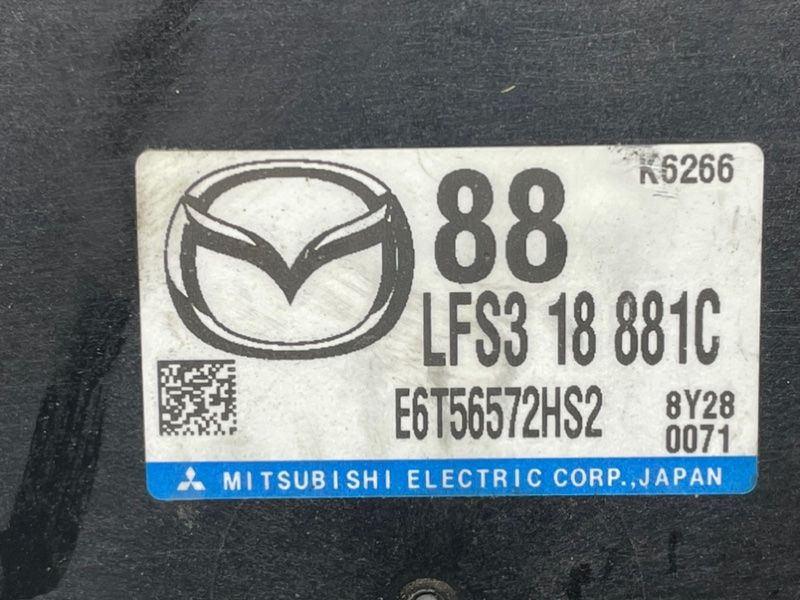 K6266
88
LFS3 18 881C
E6T56572HS2
8Y28
0071
MITSUBISHI ELECTRIC CORP.,JAPAN